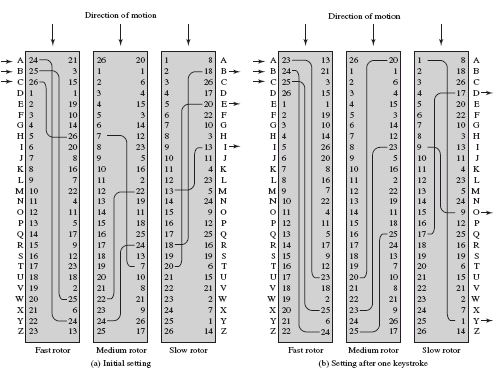 Direction of motion Direction of motion
A 24 21 26 20 1 8 A A 23 13 26 20 1 8 A
B 25 3 1 1 2 18 B B 24 21 1 1 2 18 B
C 26 15 2 6 3 26 C C 25 3 2 6 3 26 C
D 1 1 3 4 4 17 D D 26 15 3 4 4 17 D
E 2 19 4 15 5 20 E E 1 1 4 15 5 20 E
F 3 10 5 3 6 22 F F 2 19 5 3 6 22 F
G 4 14 6 14 7 10 G G 3 10 6 14 7 10 G
H 5 26 7 12 8 3 H H 4 14 7 12 8 3 H
I 6 20 8 23 9 13 I I 5 26 8 23 9 13 I
J 7 8 9 5 10 11 J J 6 20 9 5 10 11 J
K 8 16 10 16 11 4 K K 7 8 10 16 11 4 K
L 9 7 11 2 12 23 L L 8 16 11 2 12 23 L
M 10 22 12 22 13 5 M M 9 7 12 22 13 5 M
N 11 4 13 19 14 24 N N 10 22 13 19 14 24 N
O 12 11 14 11 15 9 O O 11 4 14 11 15 9 O
P 13 5 15 18 16 12 P P 12 11 15 18 16 12 P
Q 14 17 16 25 17 25 Q Q 13 5 16 25 17 25 Q
R 15 9 17 24 18 16 R R 14 17 17 24 18 16 R
S 16 12 18 13 19 19 S S 15 9 18 13 19 19 S
T 17 23 19 7 20 6 T T 16 12 19 7 20 6 T
U 18 18 20 10 21 15 U U 17 23 20 10 21 15 U
V 19 2 21 8 22 21 V V 18 18 21 8 22 21 V
W 20 25 22 21 23 2 W W 19 2 22 21 23 2 W
X 21 6 23 9 24 7 X X 20 25 23 9 24 7 X
Y 22 24 24 26 25 1 Y Y 21 6 24 26 25 1 Y
Z 23 13 25 17 26 14 Z Z 22 24 25 17 26 14 Z
Fast rotor Medium rotor Slow rotor Fast rotor Medium rotor Slow rotor
(a) Initial setting (b) Setting after one keystroke